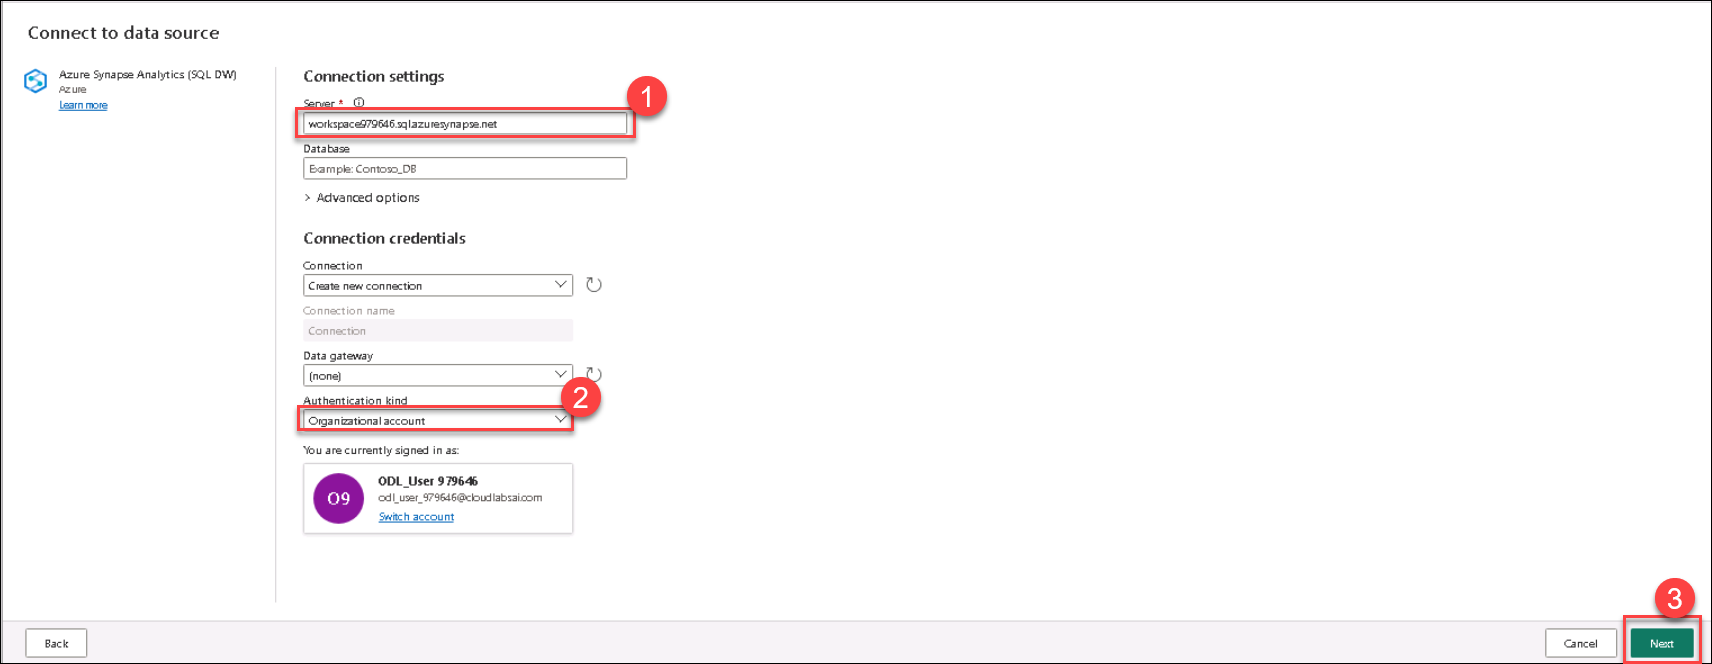 Connect to data source
Azure Synapse Analytics (SQL DW)
Azure
Learn more
Connection settings
Server *
1
workspace979646.sql.azuresynapse.net
Database
Example: Contoso_DB
> Advanced options
Connection credentials
Connection
Create new connection
Connection name
Connection
Data gateway
(none)
Authentication kind
2
Organizational account
You are currently signed in as:
O9
ODL_User 979646
odl_user_979646@cloudlabsai.com
Switch account
3
Back
Cancel
Next